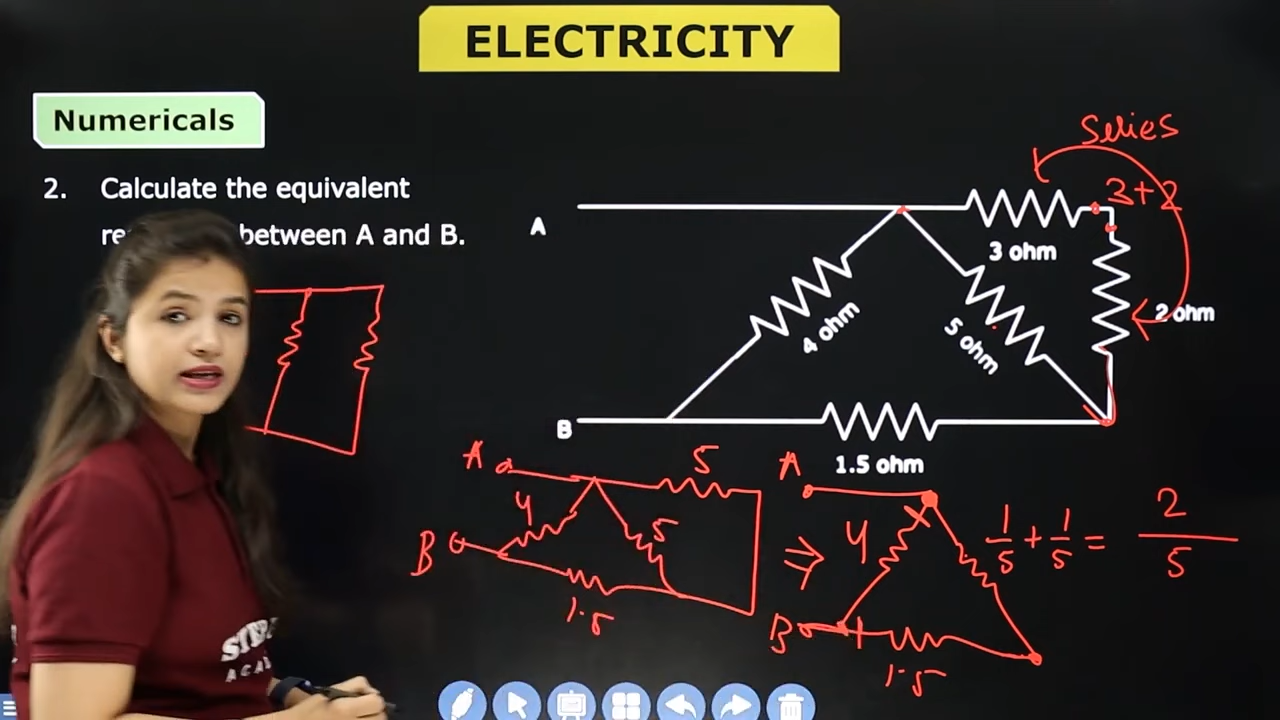 ELECTRICITY
Numericals
2. Calculate the equivalent
between A and B.
Series
3+2
A
3 ohm
2 ohm
4 ohm
5 ohm
B
1.5 ohm
A
5
4
5
B
1.5
⇒
A
4
1/5 + 1/5 = 2/5
B
1.5